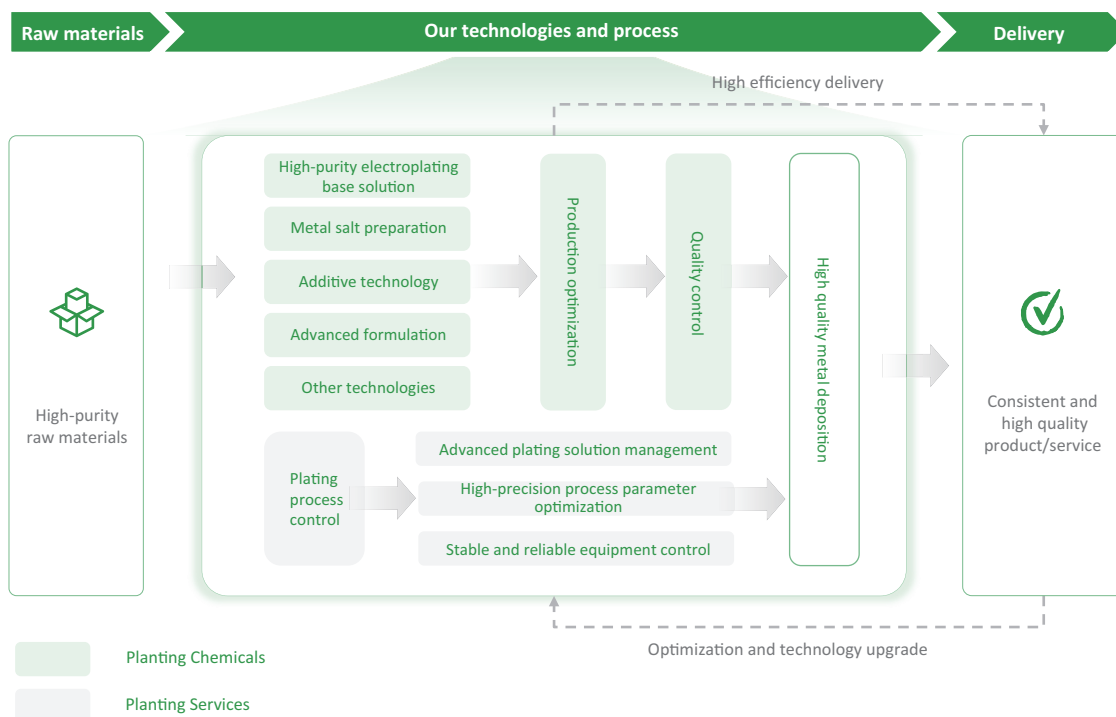 Raw materials
Our technologies and process
Delivery
High efficiency delivery
High-purity
raw materials
High-purity electroplating
base solution
Metal salt preparation
Additive technology
Advanced formulation
Other technologies
Production optimization
Quality control
High quality metal deposition
Plating
process
control
Advanced plating solution management
High-precision process parameter
optimization
Stable and reliable equipment control
Consistent and
high quality
product/service
Optimization and technology upgrade
Planting Chemicals
Planting Services